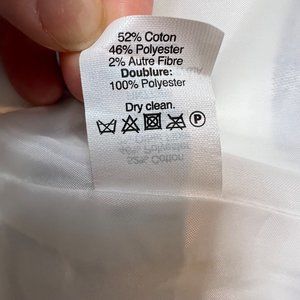 52% Coton
46% Polyester
2% Autre Fibre
Doublure:
100% Polyester
Dry clean.
P